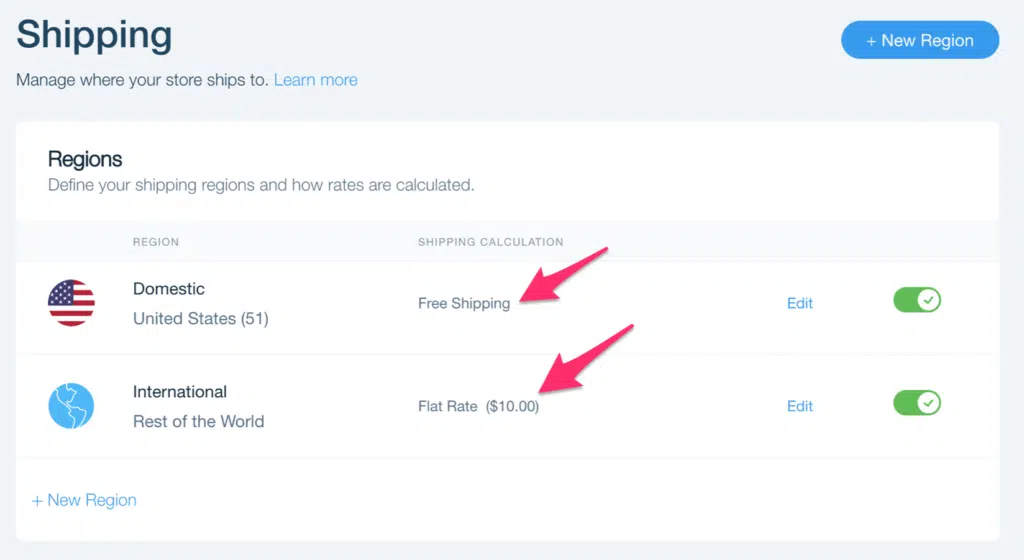 Shipping
+ New Region
Manage where your store ships to. Learn more
Regions
Define your shipping regions and how rates are calculated.
REGION SHIPPING CALCULATION
Domestic
United States (51)
Free Shipping
Edit
International
Rest of the World
Flat Rate ($10.00)
Edit
+ New Region